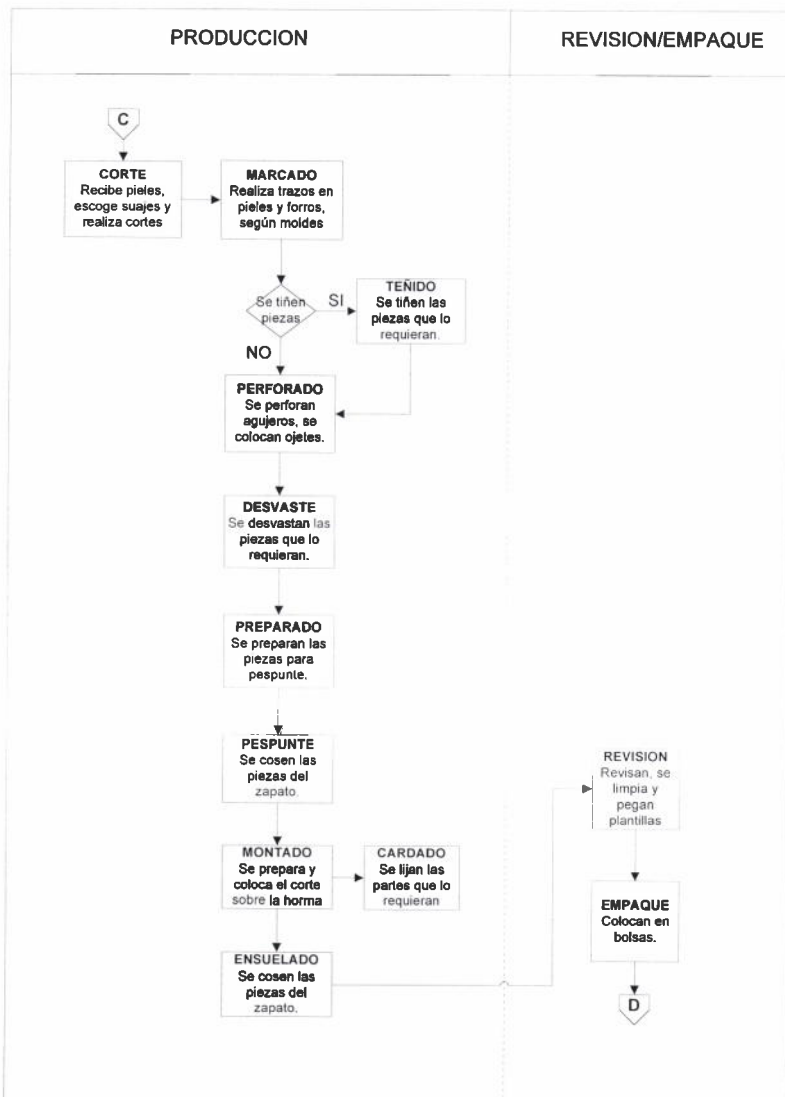 PRODUCCION
REVISION/EMPAQUE
C
CORTE
Recibe pieles,
escoge suajes y
realiza cortes
MARCADO
Realiza trazos en
pieles y forros,
según moldes
Se tiñen
piezas
SI
TEÑIDO
Se tiñen las
piezas que lo
requieran.
NO
PERFORADO
Se perforan
agujeros, se
colocan ojetes.
DESVASTE
Se desvastan las
piezas que lo
requieran.
PREPARADO
Se preparan las
piezas para
pespunte.
PESPUNTE
Se cosen las
piezas del
zapato.
MONTADO
Se prepara y
coloca el corte
sobre la horma
CARDADO
Se lijan las
partes que lo
requieran
ENSUELADO
Se cosen las
piezas del
zapato.
REVISION
Revisan, se
limpia y
pegan
plantillas
EMPAQUE
Colocan en
bolsas.
D